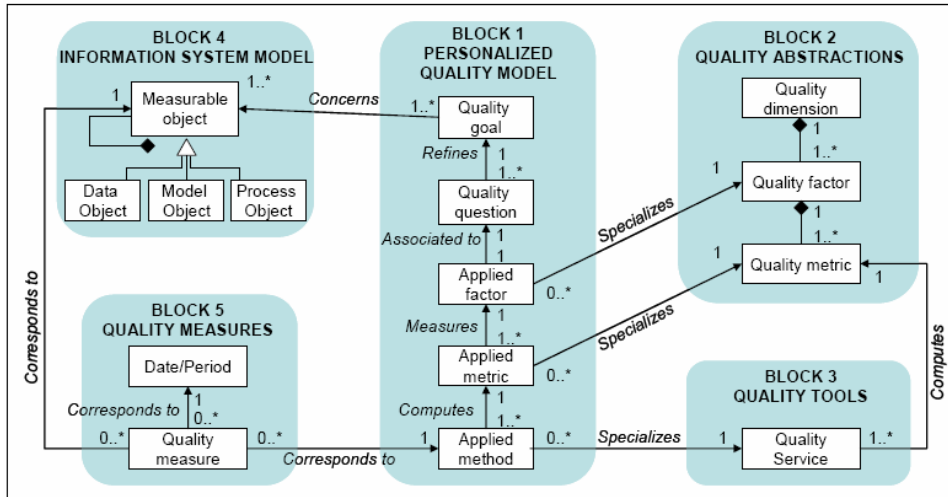 BLOCK 4
INFORMATION SYSTEM MODEL
1
1..*
Measurable
object
Data
Object
Model
Object
Process
Object
Concerns
BLOCK 1
PERSONALIZED
QUALITY MODEL
1..*
Quality
goal
Refines
1
1..*
Quality
question
Associated to
1
1
Applied
factor
0..*
Measures
1
1..*
Applied
metric
0..*
Computes
1
1..*
Applied
method
0..*
1
Specializes
Specializes
Specializes
BLOCK 2
QUALITY ABSTRACTIONS
Quality
dimension
1
1..*
1
Quality factor
1
1..*
1
Quality metric
1
Computes
BLOCK 3
QUALITY TOOLS
1
Quality
Service
1..*
Corresponds to
BLOCK 5
QUALITY MEASURES
Date/Period
1
Corresponds to
0..*
0..*
Quality
measure
0..*
Corresponds to